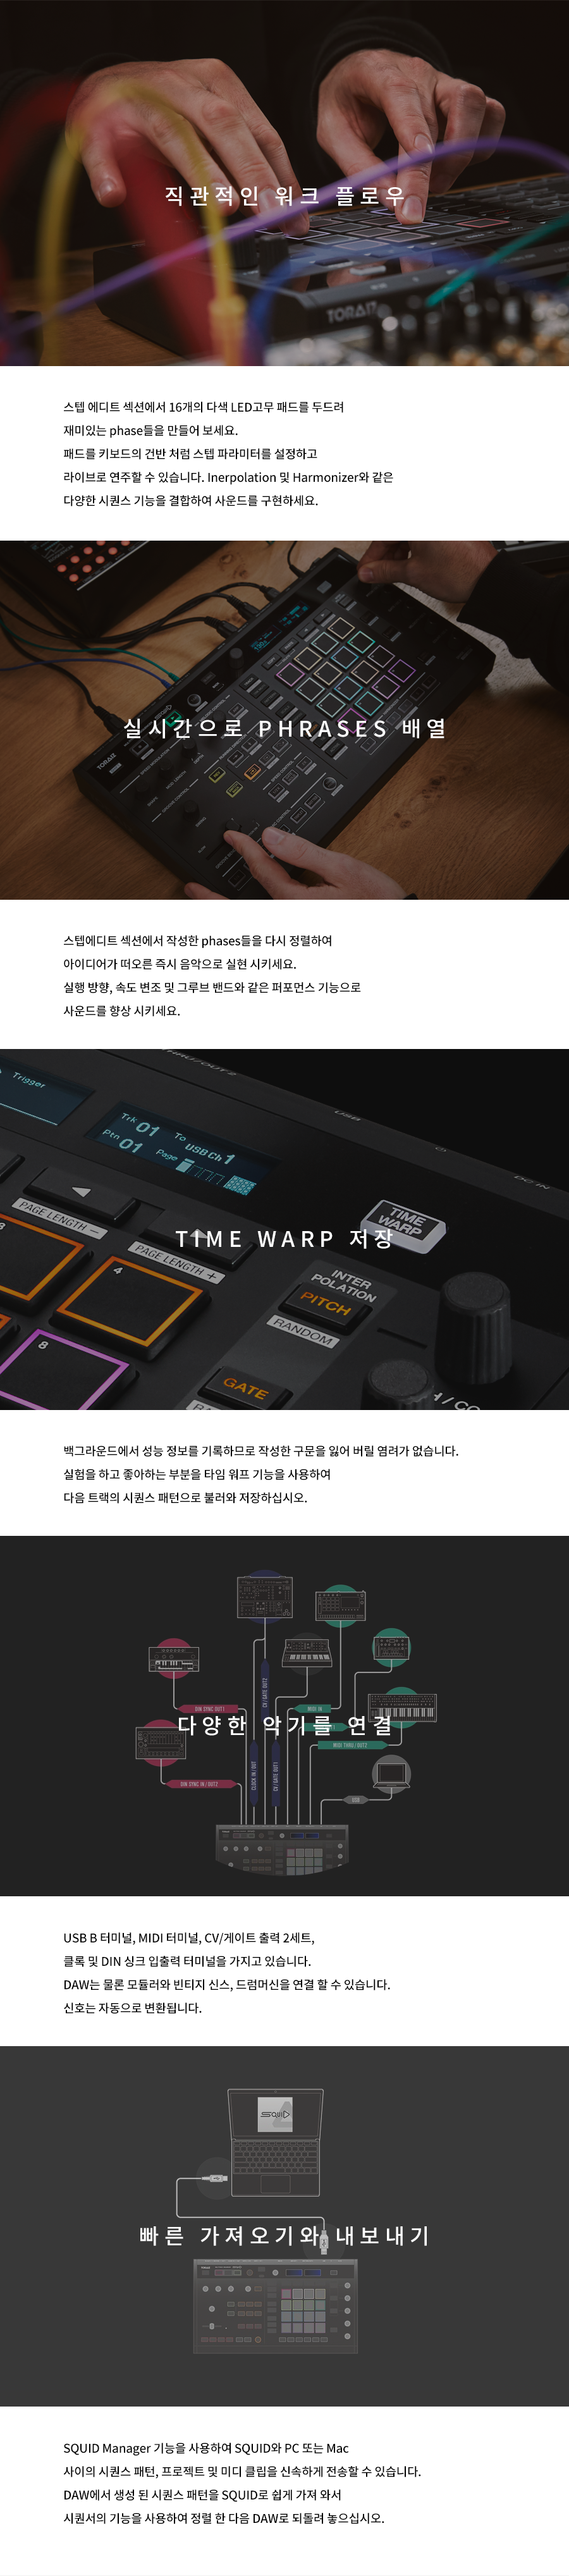 직관적인 워크 플로우
TORAIZ
스텝 에디트 섹션에서 16개의 다색 LED고무 패드를 두드려
재미있는 phase들을 만들어 보세요.
패드를 키보드의 건반 처럼 스텝 파라미터를 설정하고
라이브로 연주할 수 있습니다. Inerpolation 및 Harmonizer와 같은
다양한 시퀀스 기능을 결합하여 사운드를 구현하세요.
TORAIZ
실시간으로 PHRASES 배열
스텝에디트 섹션에서 작성한 phases들을 다시 정렬하여
아이디어가 떠오른 즉시 음악으로 실현 시키세요.
실행 방향, 속도 변조 및 그루브 밴드와 같은 퍼포먼스 기능으로
사운드를 향상 시키세요.
THRU/OUT 2
USB
DC IN
Trigger
Trk 01 To USB Ch 1
Ptn 01 Page
PAGE LENGTH −
PAGE LENGTH +
TIME WARP
TIME WARP 저장
INTER POLATION
PITCH
RANDOM
4
8
GATE
백그라운드에서 성능 정보를 기록하므로 작성한 구문을 잃어 버릴 염려가 없습니다.
실험을 하고 좋아하는 부분을 타임 워프 기능을 사용하여
다음 트랙의 시퀀스 패턴으로 불러와 저장하십시오.
CV / GATE OUT2
DIN SYNC OUT1
MIDI IN
다양한 악기를 연결
MIDI THRU / OUT2
CLOCK IN / OUT
CV / GATE OUT1
DIN SYNC IN / OUT2
USB
USB B 터미널, MIDI 터미널, CV/게이트 출력 2세트,
클록 및 DIN 싱크 입출력 터미널을 가지고 있습니다.
DAW는 물론 모듈러와 빈티지 신스, 드럼머신을 연결 할 수 있습니다.
신호는 자동으로 변환됩니다.
SQUID
빠른 가져오기와 내보내기
SQUID Manager 기능을 사용하여 SQUID와 PC 또는 Mac
사이의 시퀀스 패턴, 프로젝트 및 미디 클립을 신속하게 전송할 수 있습니다.
DAW에서 생성 된 시퀀스 패턴을 SQUID로 쉽게 가져 와서
시퀀서의 기능을 사용하여 정렬 한 다음 DAW로 되돌려 놓으십시오.